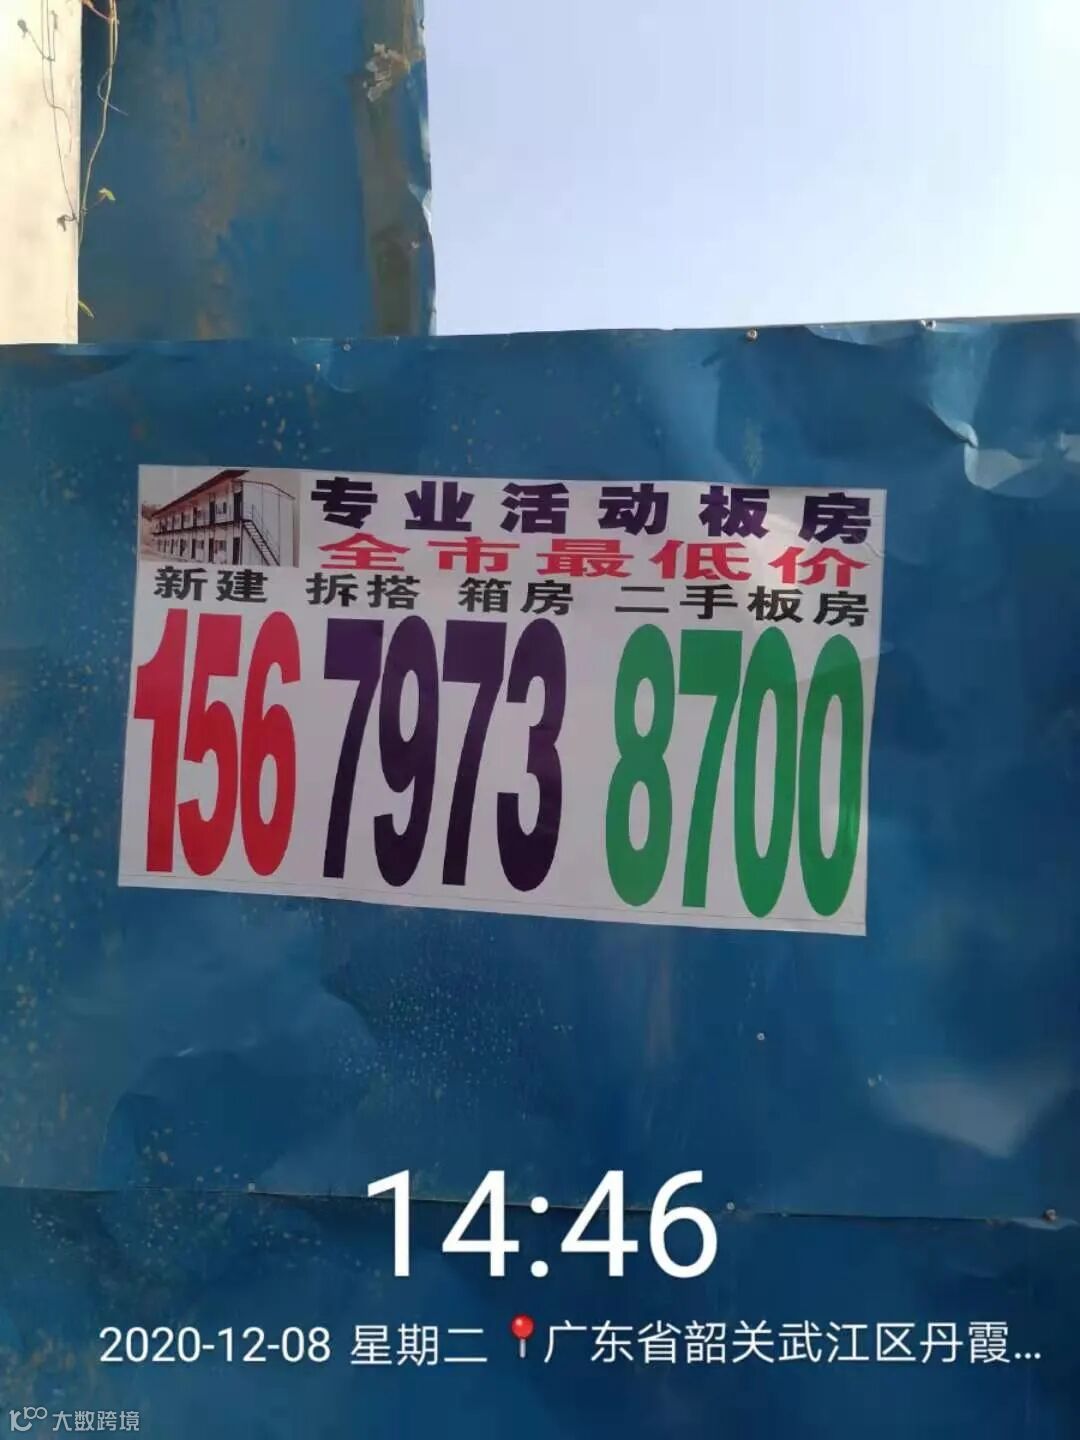 专业活动板房
全市最低价
新建 拆搭 箱房 二手板房
156 7973 8700
14:46
2020-12-08 星期二 📍广东省韶关武江区丹霞...
大数跨境